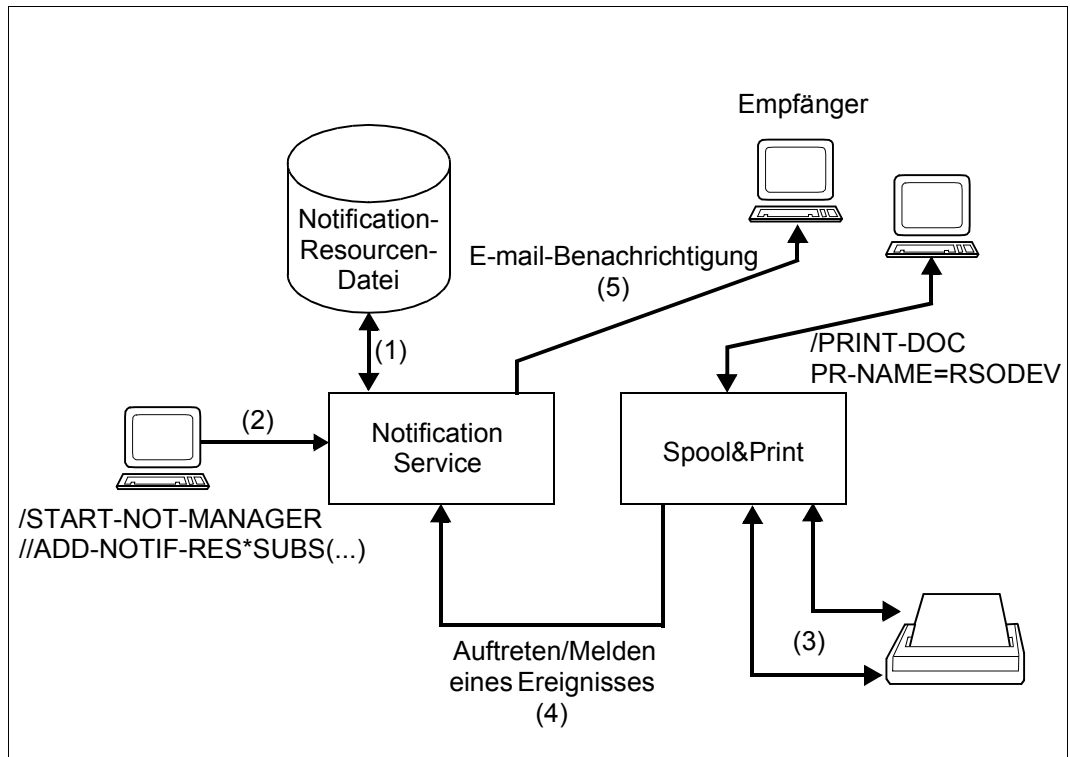 Empfänger
Notification-
Resourcen-
Datei
E-mail-Benachrichtigung
(5)
(1)
/PRINT-DOC
PR-NAME=RSODEV
(2)
Notification
Service
Spool&Print
/START-NOT-MANAGER
//ADD-NOTIF-RES*SUBS(...)
(3)
Auftreten/Melden
eines Ereignisses
(4)